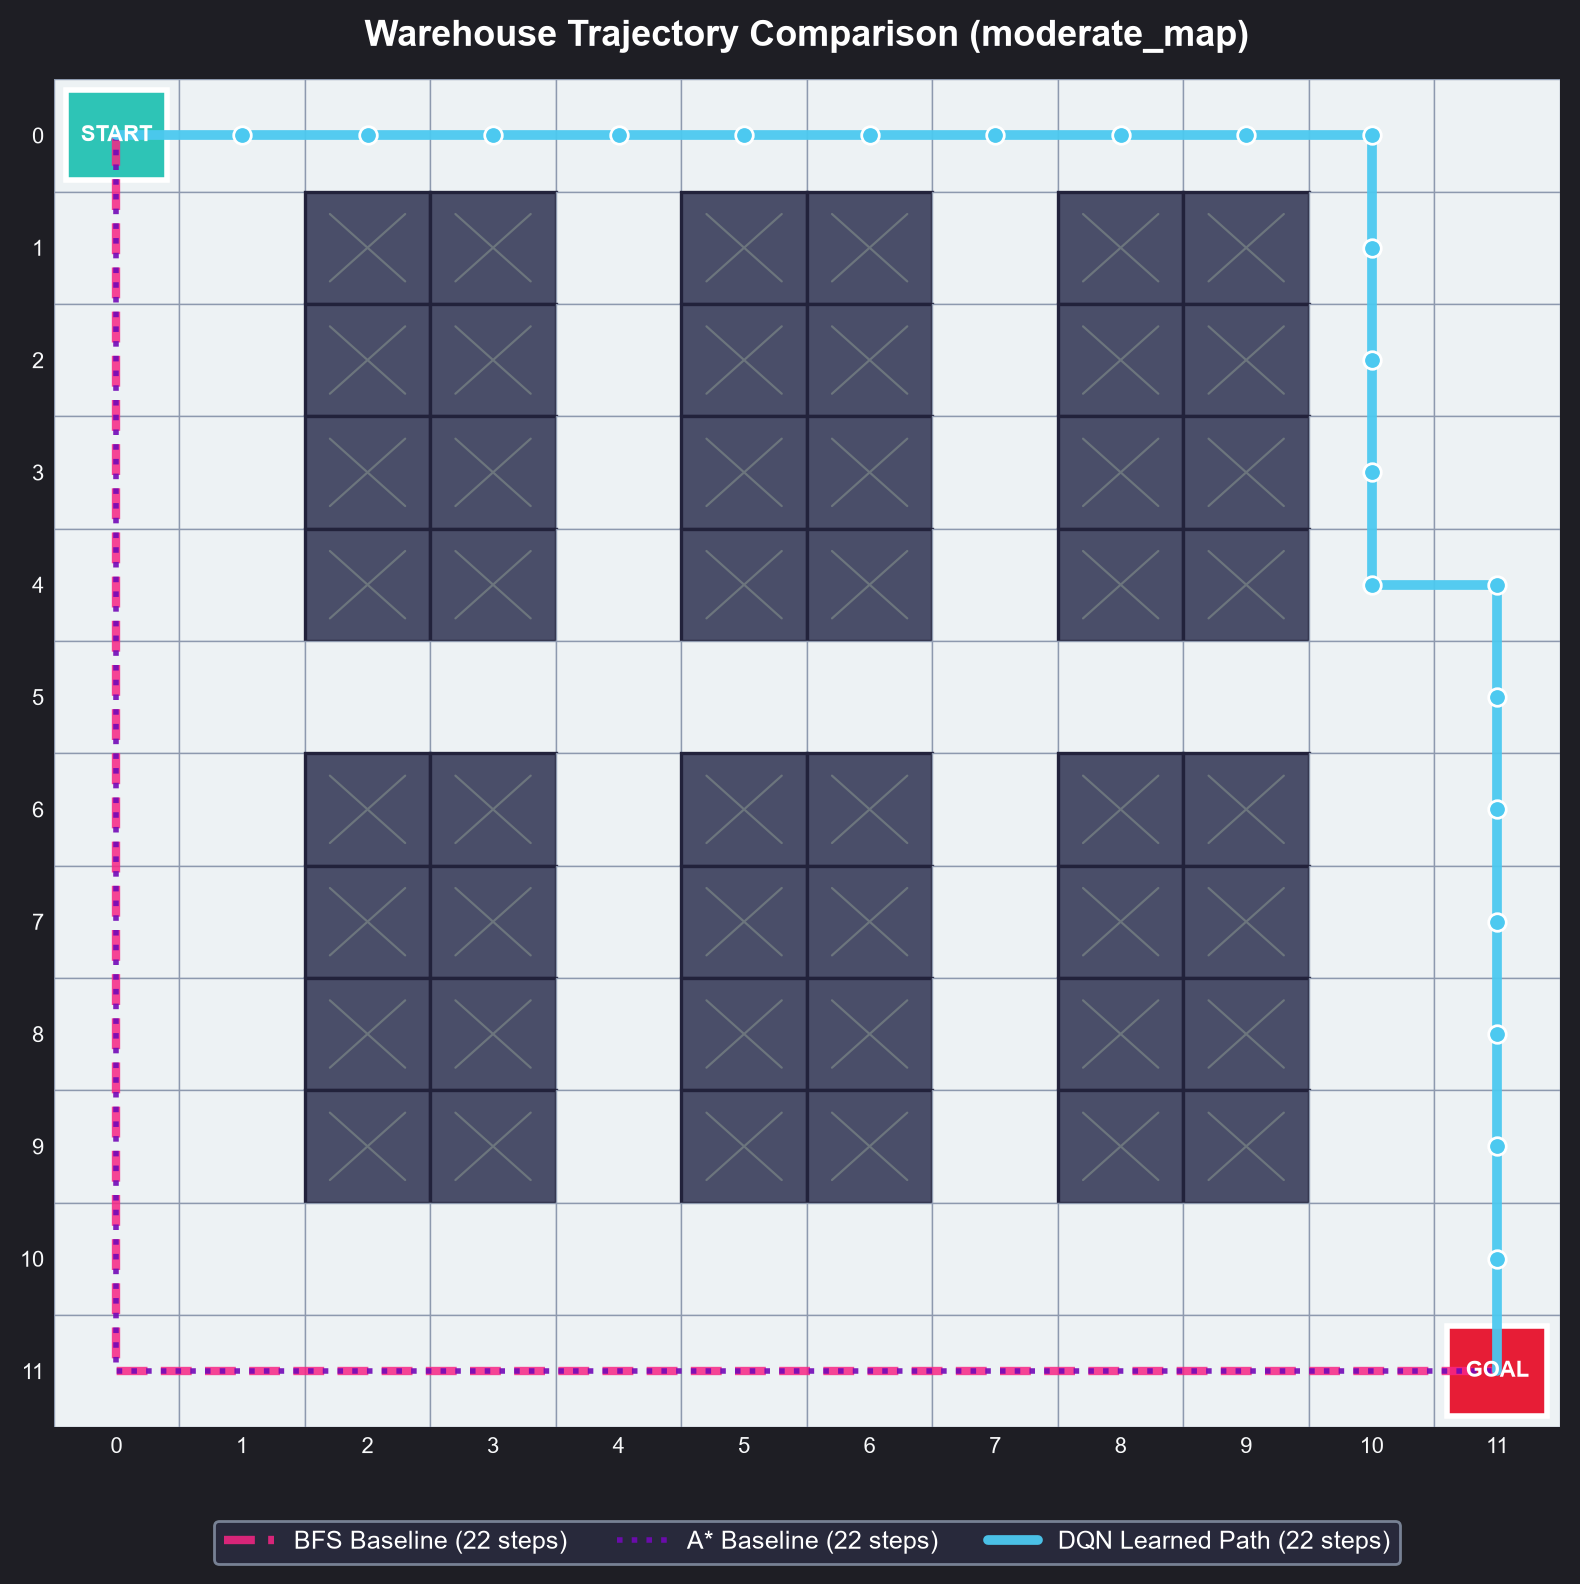 Warehouse Trajectory Comparison (moderate_map)
START
0
1
2
3
4
5
6
7
8
9
10
11
GOAL
0 1 2 3 4 5 6 7 8 9 10 11
BFS Baseline (22 steps) A* Baseline (22 steps) DQN Learned Path (22 steps)